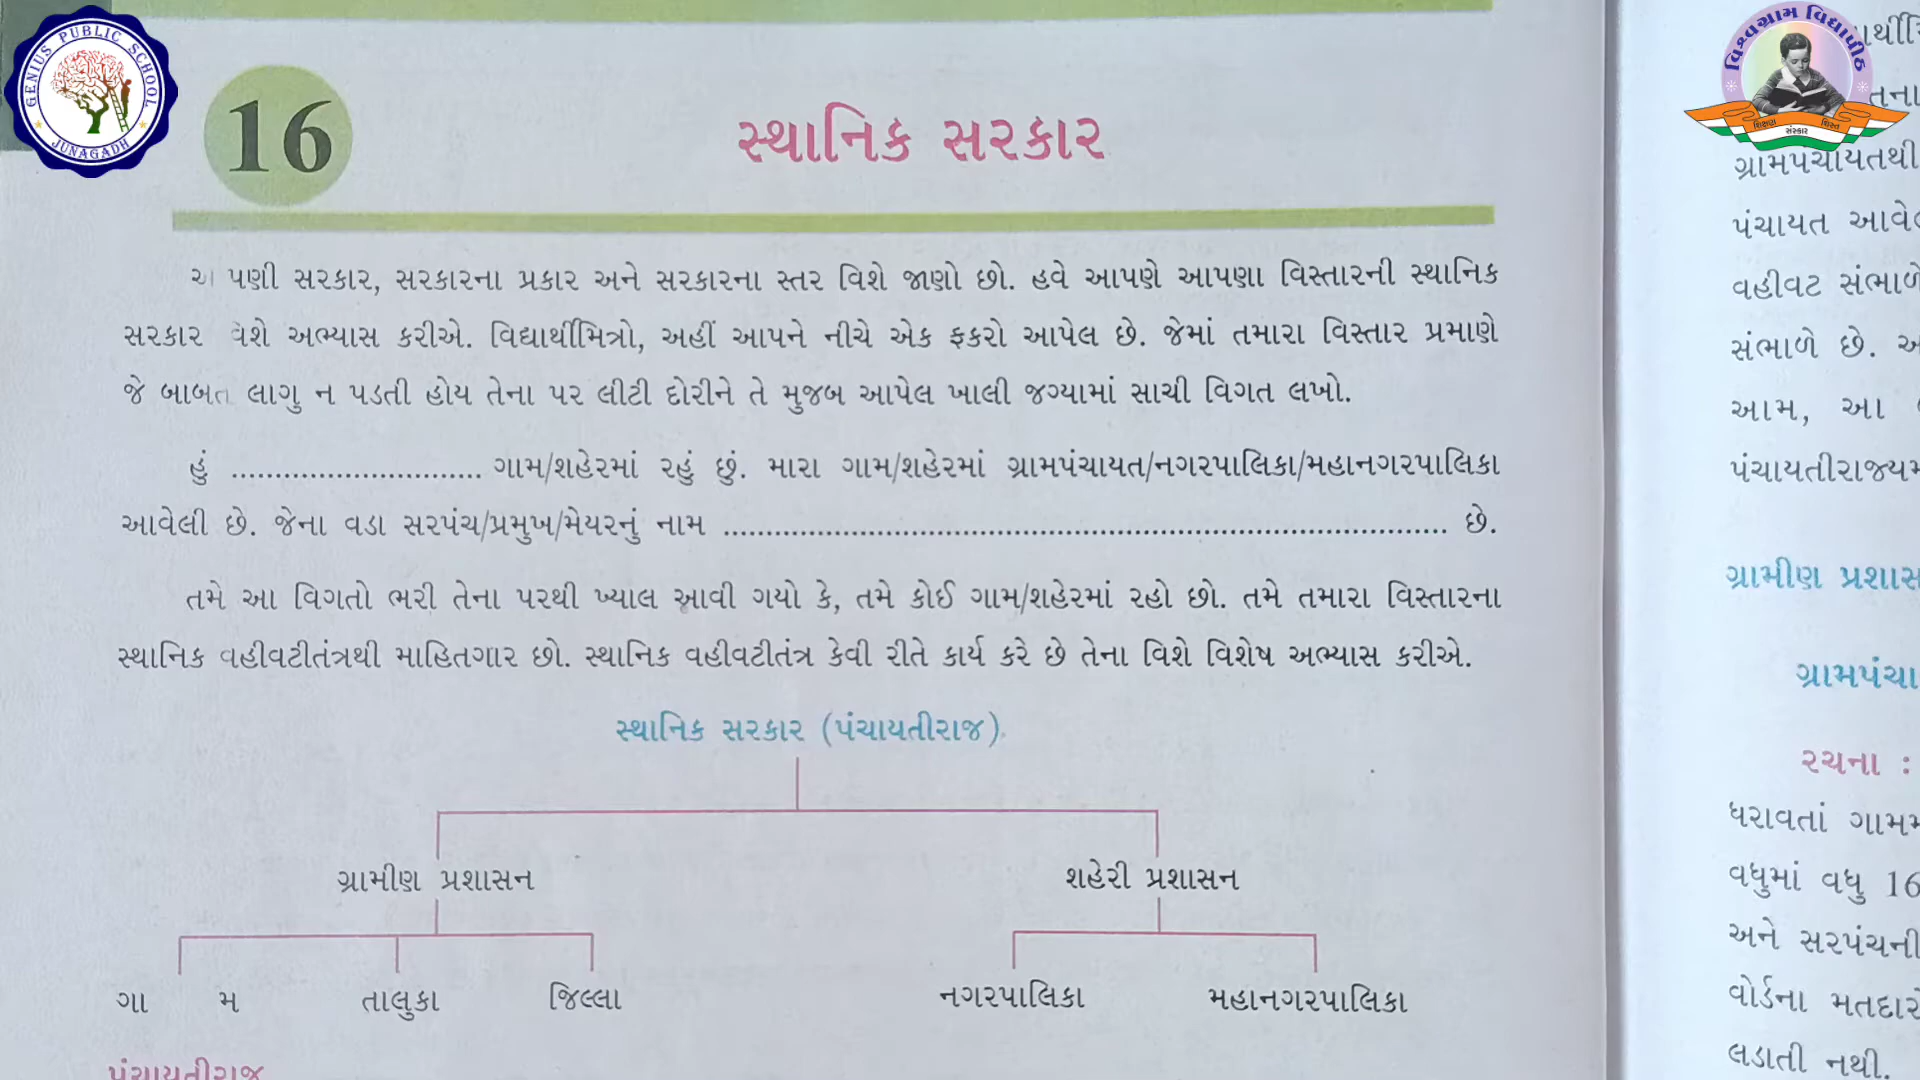 GENIUS PUBLIC SCHOOL
JUNAGADH
વિશ્વગ્રામ વિદ્યાપીઠ
શિક્ષણ સંસ્કાર શિસ્ત
16
સ્થાનિક સરકાર
પણી સરકાર, સરકારના પ્રકાર અને સરકારના સ્તર વિશે જાણો છો. હવે આપણે આપણા વિસ્તારની સ્થાનિક
સરકાર વેશે અભ્યાસ કરીએ. વિદ્યાર્થીમિત્રો, અહીં આપને નીચે એક ફકરો આપેલ છે. જેમાં તમારા વિસ્તાર પ્રમાણે
જે બાબત લાગુ ન પડતી હોય તેના પર લીટી દોરીને તે મુજબ આપેલ ખાલી જગ્યામાં સાચી વિગત લખો.
હું ............................ ગામ/શહેરમાં રહું છું. મારા ગામ/શહેરમાં ગ્રામપંચાયત/નગરપાલિકા/મહાનગરપાલિકા
આવેલી છે. જેના વડા સરપંચ/પ્રમુખ/મેયરનું નામ ................................................................................ છે.
તમે આ વિગતો ભરી તેના પરથી ખ્યાલ આવી ગયો કે, તમે કોઈ ગામ/શહેરમાં રહો છો. તમે તમારા વિસ્તારના
સ્થાનિક વહીવટીતંત્રથી માહિતગાર છો. સ્થાનિક વહીવટીતંત્ર કેવી રીતે કાર્ય કરે છે તેના વિશે વિશેષ અભ્યાસ કરીએ.
સ્થાનિક સરકાર (પંચાયતીરાજ)
ગ્રામીણ પ્રશાસન શહેરી પ્રશાસન
ગા મ તાલુકા જિલ્લા નગરપાલિકા મહાનગરપાલિકા
પંચાયતીરાજ
ગ્રામપંચાયતથી
પંચાયત
વહીવટ
સંભાળે છે.
આમ, આ
ગ્રામીણ
રચના :
ધરાવતાં
વધુમાં વધુ 16
અને સરપંચની
વોર્ડના
લડાતી નથી.